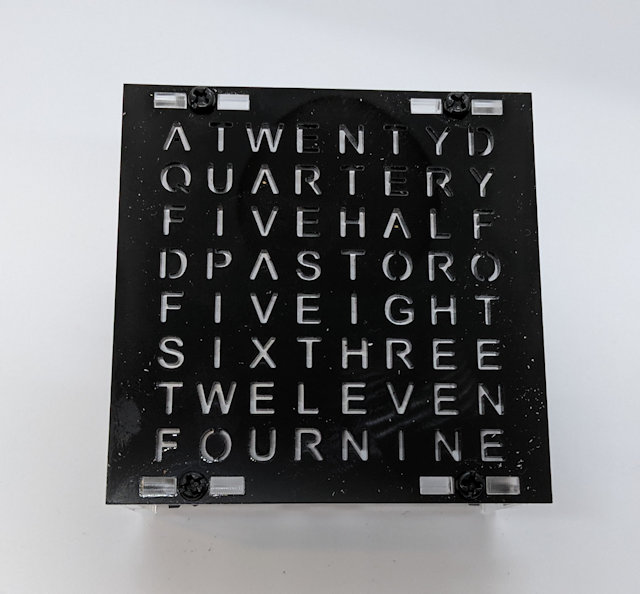 ATWENTYD
QUARTERY
FIVEHALF
DPASTORO
FIVEIGHT
SIXTHREE
TWELEVEN
FOURNINE